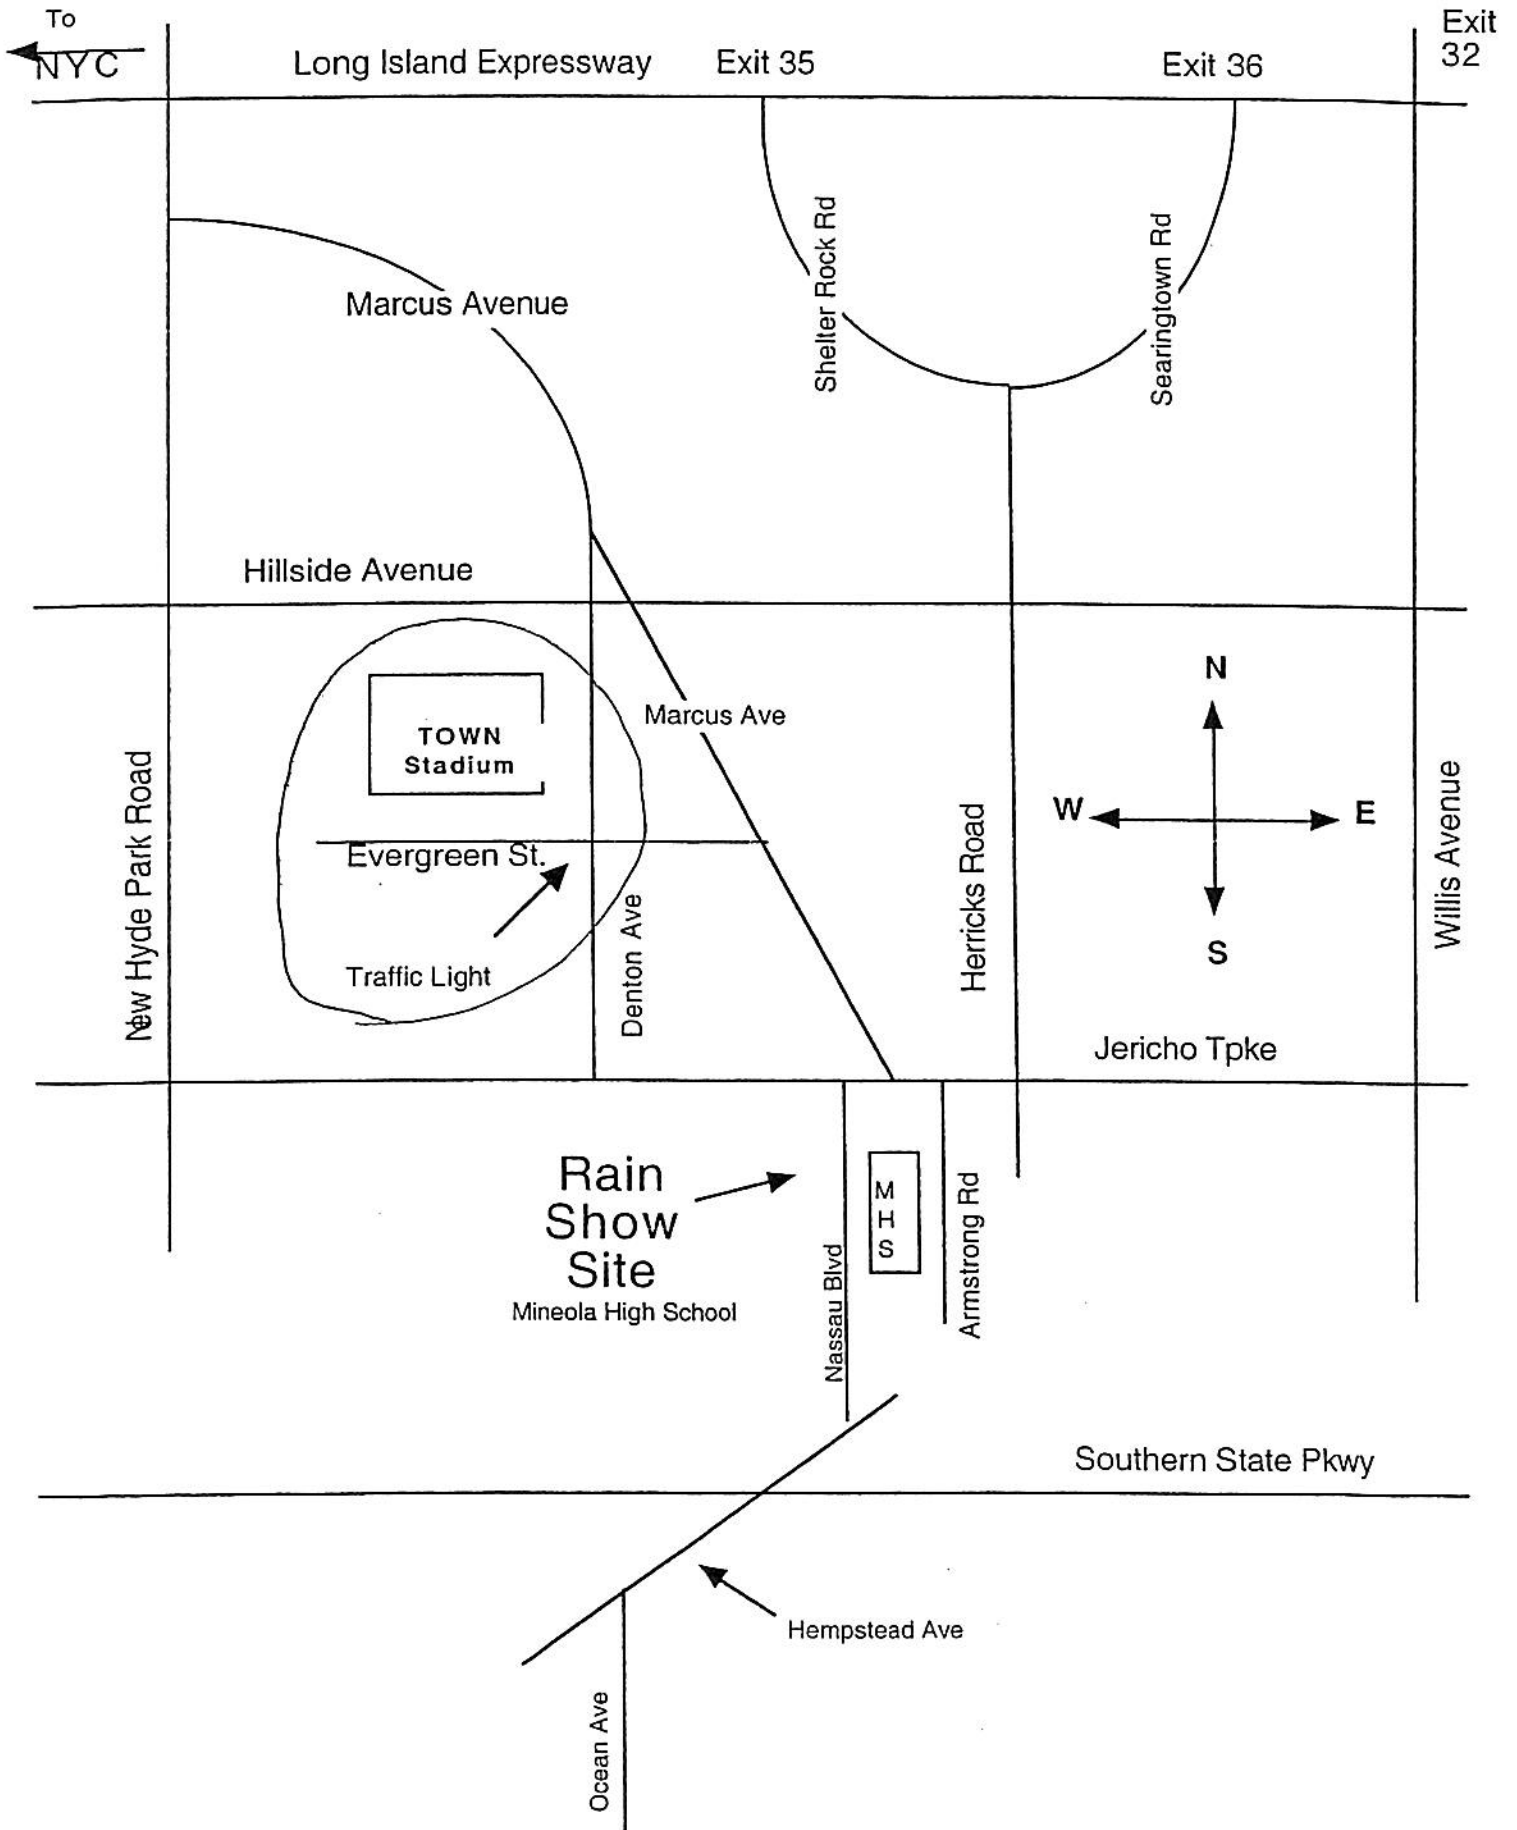 To
NYC
Long Island Expressway
Exit 35
Exit 36
Exit
32
Marcus Avenue
Shelter Rock Rd
Searingtown Rd
Hillside Avenue
TOWN
Stadium
Marcus Ave
N
W
E
S
New Hyde Park Road
Evergreen St.
Traffic Light
Denton Ave
Herricks Road
Willis Avenue
Jericho Tpke
Rain
Show
Site
Mineola High School
M
H
S
Nassau Blvd
Armstrong Rd
Southern State Pkwy
Hempstead Ave
Ocean Ave